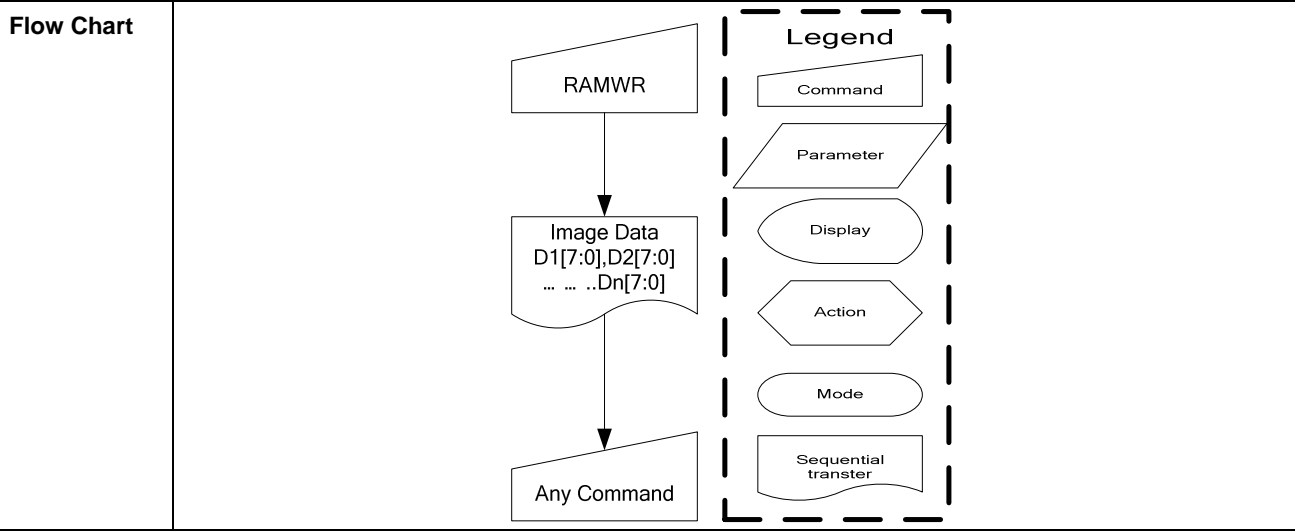 Flow Chart
RAMWR
Image Data
D1[7:0],D2[7:0]
... ... ..Dn[7:0]
Any Command
Legend
Command
Parameter
Display
Action
Mode
Sequential
transter